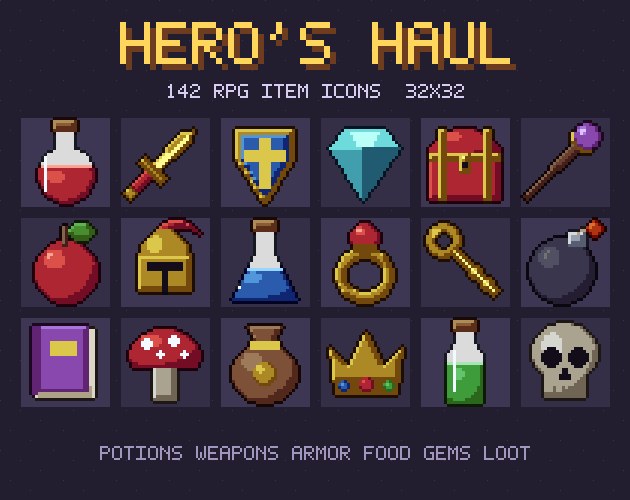 HERO'S HAUL
142 RPG ITEM ICONS 32X32
POTIONS WEAPONS ARMOR FOOD GEMS LOOT